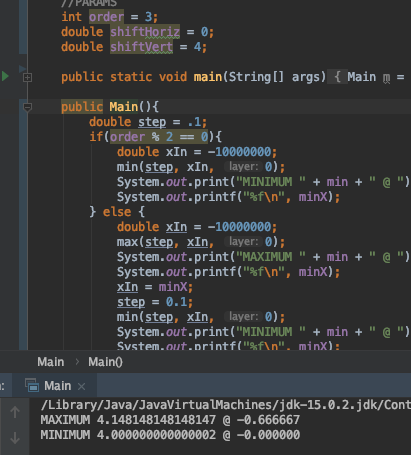 //PARAMS
int order = 3;
double shiftHoriz = 0;
double shiftVert = 4;
public static void main(String[] args) { Main m =
public Main(){
double step = .1;
if(order % 2 == 0){
double xIn = -10000000;
min(step, xIn, layer: 0);
System.out.print("MINIMUM " + min + " @ ")
System.out.printf("%f\n", minX);
} else {
double xIn = -10000000;
max(step, xIn, layer: 0);
System.out.print("MAXIMUM " + min + " @ ")
System.out.printf("%f\n", minX);
xIn = minX;
step = 0.1;
min(step, xIn, layer: 0);
System.out.print("MINIMUM " + min + " @ ")
System.out.printf("%f\n", minX);
Main › Main()
Main ×
/Library/Java/JavaVirtualMachines/jdk-15.0.2.jdk/Cont
MAXIMUM 4.148148148148147 @ -0.666667
MINIMUM 4.000000000000002 @ -0.000000